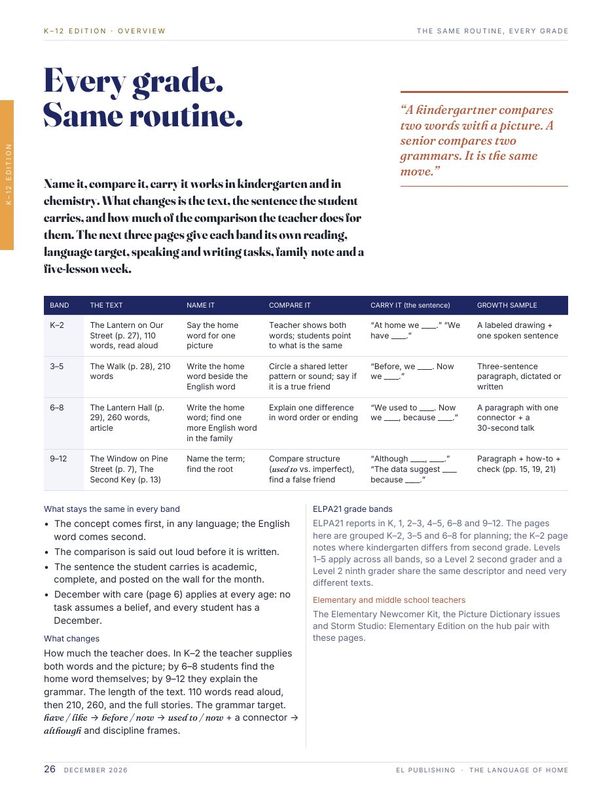 K–12 EDITION · OVERVIEW
THE SAME ROUTINE, EVERY GRADE
K–12 EDITION
Every grade.
Same routine.
“A kindergartner compares
two words with a picture. A
senior compares two
grammars. It is the same
move.”
Name it, compare it, carry it works in kindergarten and in
chemistry. What changes is the text, the sentence the student
carries, and how much of the comparison the teacher does for
them. The next three pages give each band its own reading,
language target, speaking and writing tasks, family note and a
five-lesson week.
BAND THE TEXT NAME IT COMPARE IT CARRY IT (the sentence) GROWTH SAMPLE
K–2
The Lantern on Our
Street (p. 27), 110
words, read aloud
Say the home
word for one
picture
Teacher shows both
words; students point
to what is the same
“At home we ____.” “We
have ____.”
A labeled drawing +
one spoken sentence
3–5
The Walk (p. 28), 210
words
Write the home
word beside the
English word
Circle a shared letter
pattern or sound; say if
it is a true friend
“Before, we ____. Now
we ____.”
Three-sentence
paragraph, dictated or
written
6–8
The Lantern Hall (p.
29), 260 words,
article
Write the home
word; find one
more English word
in the family
Explain one difference
in word order or ending
“We used to ____. Now
we ____, because ____.”
A paragraph with one
connector + a
30-second talk
9–12
The Window on Pine
Street (p. 7), The
Second Key (p. 13)
Name the term;
find the root
Compare structure
(used to vs. imperfect),
find a false friend
“Although ____, ____.”
“The data suggest ____
because ____.”
Paragraph + how-to +
check (pp. 15, 19, 21)
What stays the same in every band
• The concept comes first, in any language; the English
word comes second.
• The comparison is said out loud before it is written.
• The sentence the student carries is academic,
complete, and posted on the wall for the month.
• December with care (page 6) applies at every age: no
task assumes a belief, and every student has a
December.
What changes
How much the teacher does. In K–2 the teacher supplies
both words and the picture; by 6–8 students find the
home word themselves; by 9–12 they explain the
grammar. The length of the text. 110 words read aloud,
then 210, 260, and the full stories. The grammar target.
have / like → before / now → used to / now + a connector →
although and discipline frames.
ELPA21 grade bands
ELPA21 reports in K, 1, 2–3, 4–5, 6–8 and 9–12. The pages
here are grouped K–2, 3–5 and 6–8 for planning; the K–2 page
notes where kindergarten differs from second grade. Levels
1–5 apply across all bands, so a Level 2 second grader and a
Level 2 ninth grader share the same descriptor and need very
different texts.
Elementary and middle school teachers
The Elementary Newcomer Kit, the Picture Dictionary issues
and Storm Studio: Elementary Edition on the hub pair with
these pages.
26 DECEMBER 2026
EL PUBLISHING · THE LANGUAGE OF HOME